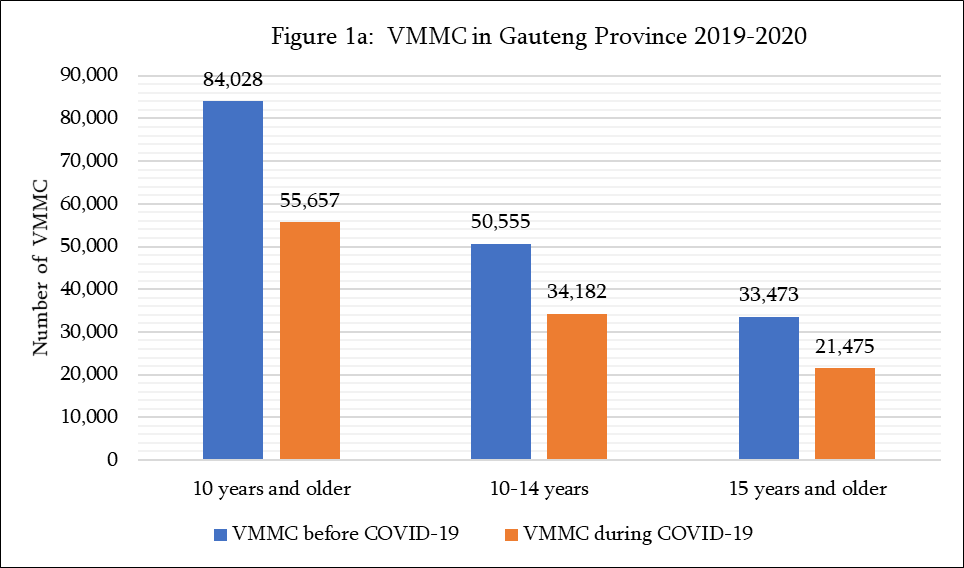 Figure 1a: VMMC in Gauteng Province 2019-2020
Number of VMMC
90,000
80,000
70,000
60,000
50,000
40,000
30,000
20,000
10,000
0
84,028
55,657
50,555
34,182
33,473
21,475
10 years and older
10-14 years
15 years and older
VMMC before COVID-19
VMMC during COVID-19